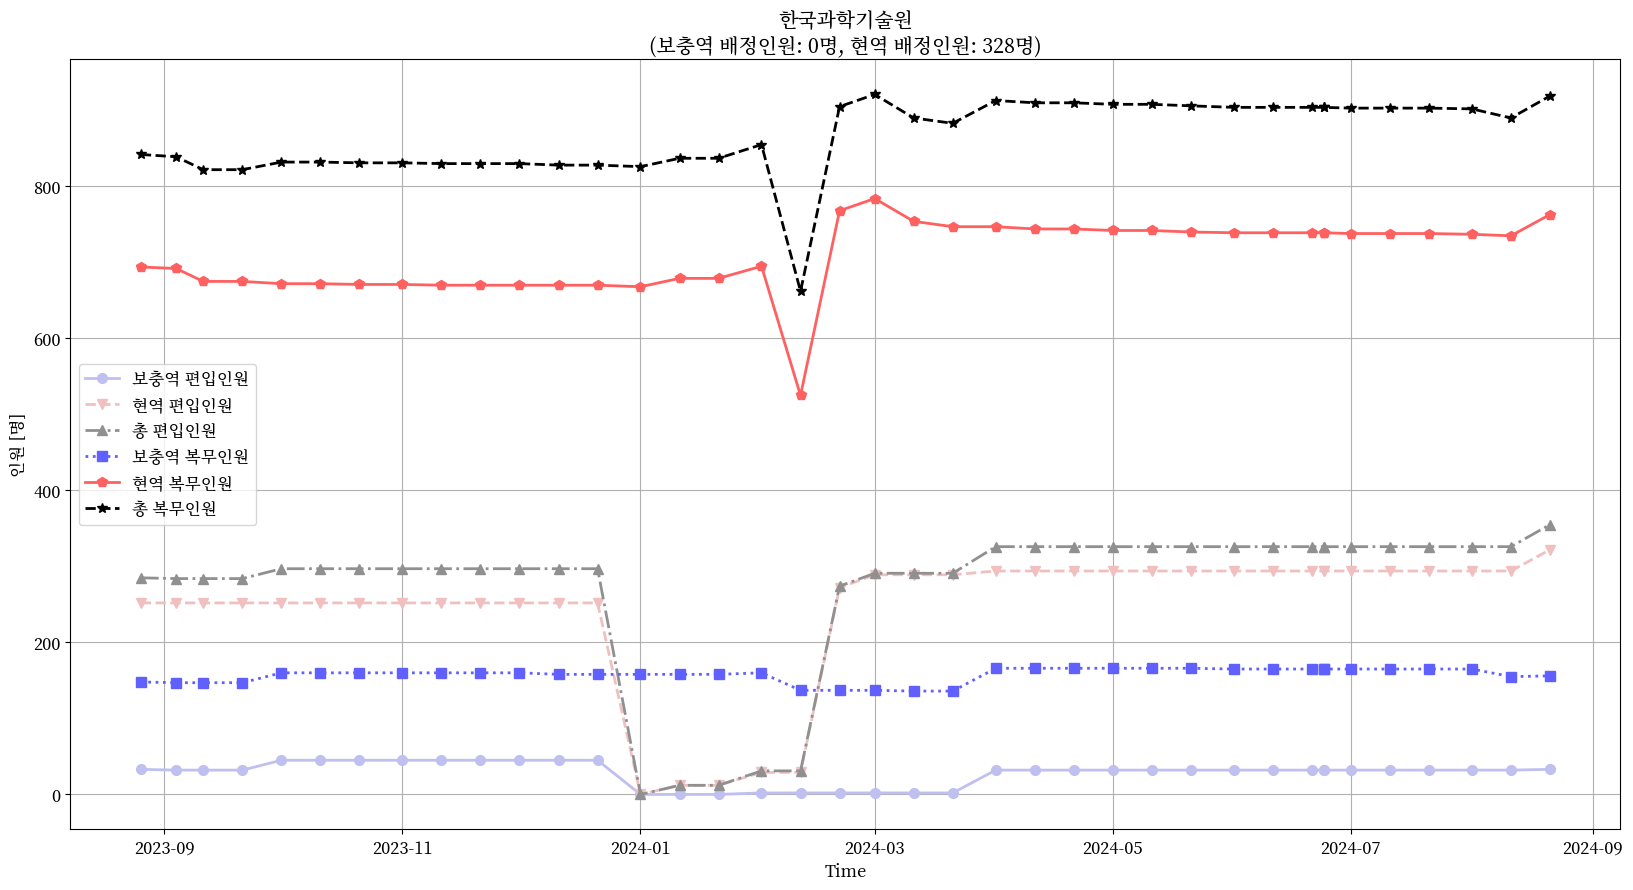 한국과학기술원
(보충역 배정인원: 0명, 현역 배정인원: 328명)
800
600
400
200
0
인원 [명]
보충역 편입인원
현역 편입인원
총 편입인원
보충역 복무인원
현역 복무인원
총 복무인원
2023-09
2023-11
2024-01
2024-03
2024-05
2024-07
2024-09
Time